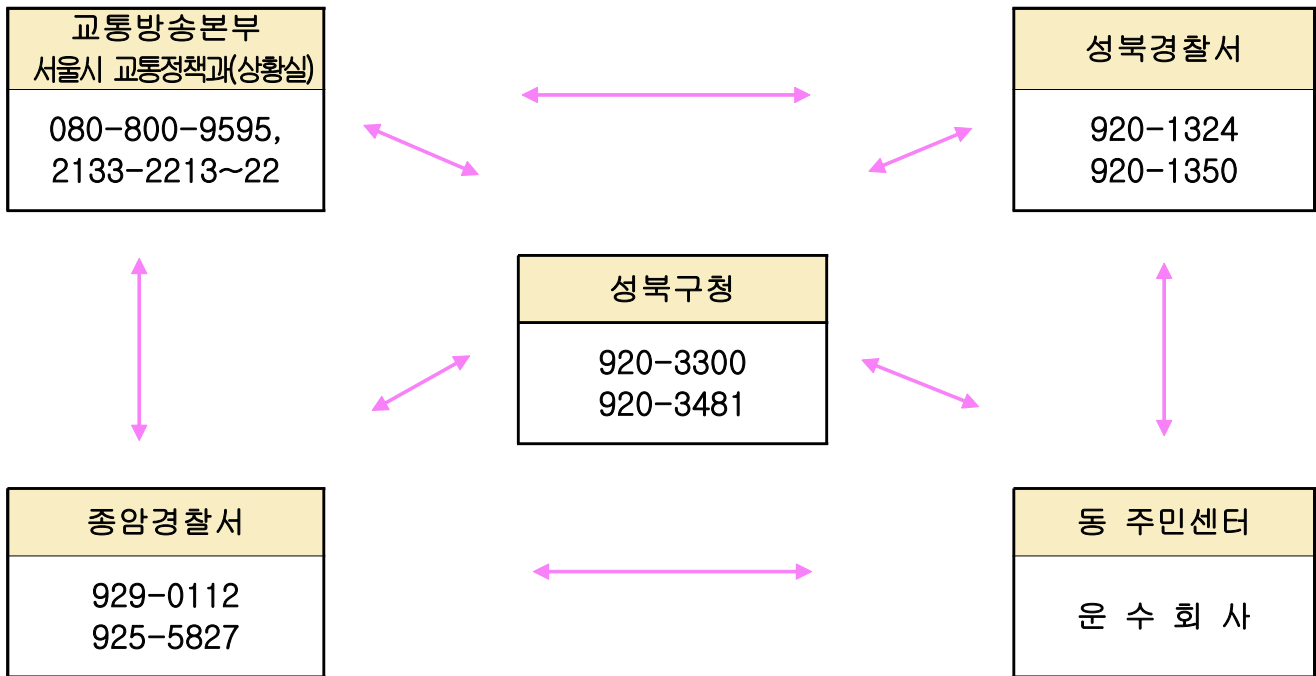 교통방송본부
서울시 교통정책과(상황실)
080-800-9595,
2133-2213~22
성북경찰서
920-1324
920-1350
성북구청
920-3300
920-3481
종암경찰서
929-0112
925-5827
동 주민센터
운 수 회 사